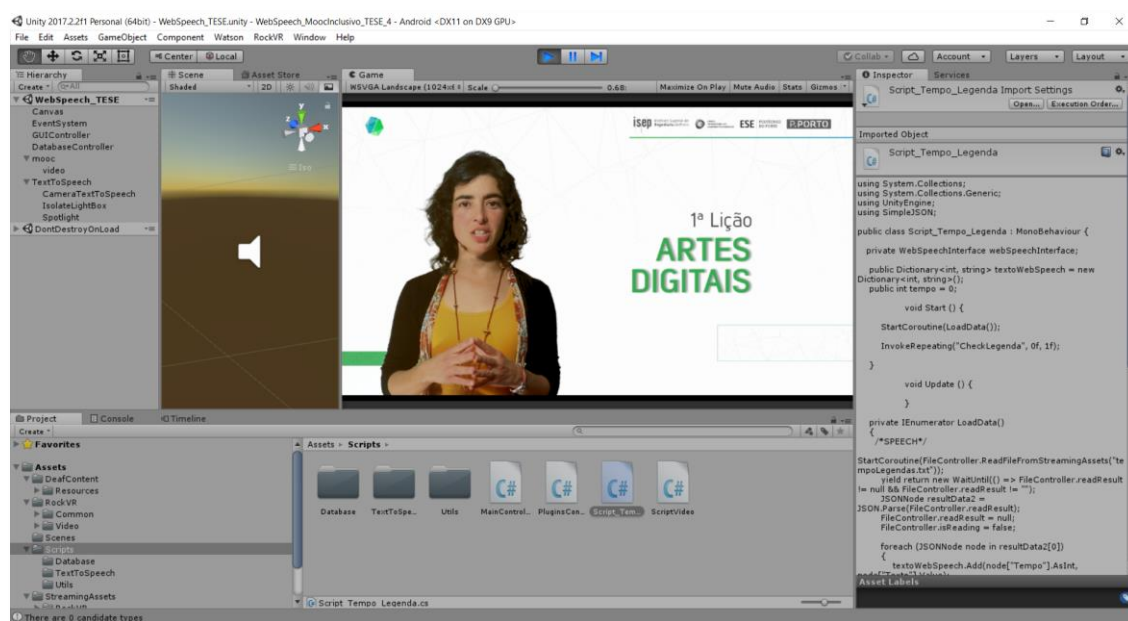 Unity 2017.2.2f1 Personal (64bit) - WebSpeech_TESE.unity - WebSpeech_MoocInclusivo_TESE_4 - Android <DX11 on DX9 GPU>
File Edit Assets GameObject Component Watson RockVR Window Help
Center Local Collab Account Layers Layout
Hierarchy
Create
All
WebSpeech_TESE
Canvas
EventSystem
GUIController
DatabaseController
mooc
video
TextToSpeech
CameraTextToSpeech
IsolateLightBox
Spotlight
DontDestroyOnLoad
Scene Asset Store
Shaded 2D
y
Game
WSVGA Landscape (1024x Scale 0.68 Maximize On Play Mute Audio Stats Gizmos
isep ESE P.PORTO
1ª Lição
ARTES
DIGITAIS
Inspector Services
Script_Tempo_Legenda Import Settings
Open... Execution Order...
Imported Object
Script_Tempo_Legenda
using System.Collections;
using System.Collections.Generic;
using UnityEngine;
using SimpleJSON;
public class Script_Tempo_Legenda : MonoBehaviour {
private WebSpeechInterface webSpeechInterface;
public Dictionary<int, string> textoWebSpeech = new
Dictionary<int, string>();
public int tempo = 0;
void Start () {
StartCoroutine(LoadData());
InvokeRepeating("CheckLegenda", 0f, 1f);
}
void Update () {
}
private IEnumerator LoadData()
{
/*SPEECH*/
StartCoroutine(FileController.ReadFileFromStreamingAssets("te
mpoLegendas.txt"));
yield return new WaitUntil(() => FileController.readResult
!= null && FileController.readResult != "");
JSONNode resultData2 =
JSON.Parse(FileController.readResult);
FileController.readResult = null;
FileController.isReading = false;
foreach (JSONNode node in resultData2[0])
{
textoWebSpeech.Add(node["Tempo"].AsInt,
Asset Labels
Project Console Timeline
Create
Favorites
Assets
DeafContent
Resources
RockVR
Common
Video
Scenes
Scripts
Database
TextToSpeech
Utils
StreamingAssets
Assets Scripts
Database TextToSpe... Utils MainControl... PluginsCon... Script_Tem... ScriptVideo
Script_Tempo_Legenda.cs
There are 0 candidate types